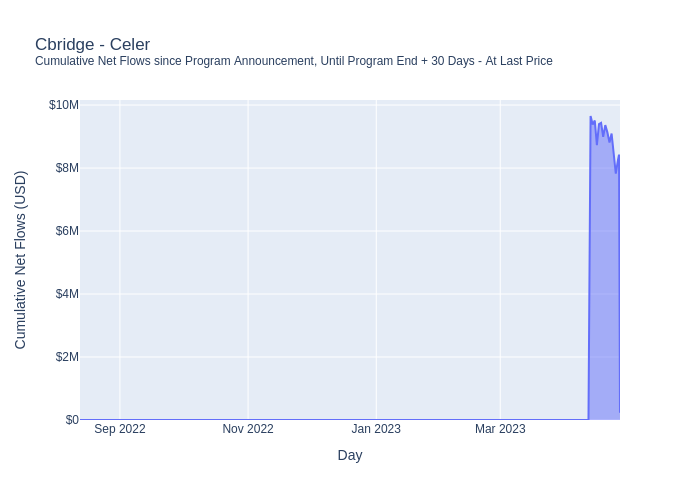 Cbridge - Celer
Cumulative Net Flows since Program Announcement, Until Program End + 30 Days - At Last Price
$10M
$8M
$6M
$4M
$2M
$0
Cumulative Net Flows (USD)
Sep 2022
Nov 2022
Jan 2023
Mar 2023
Day